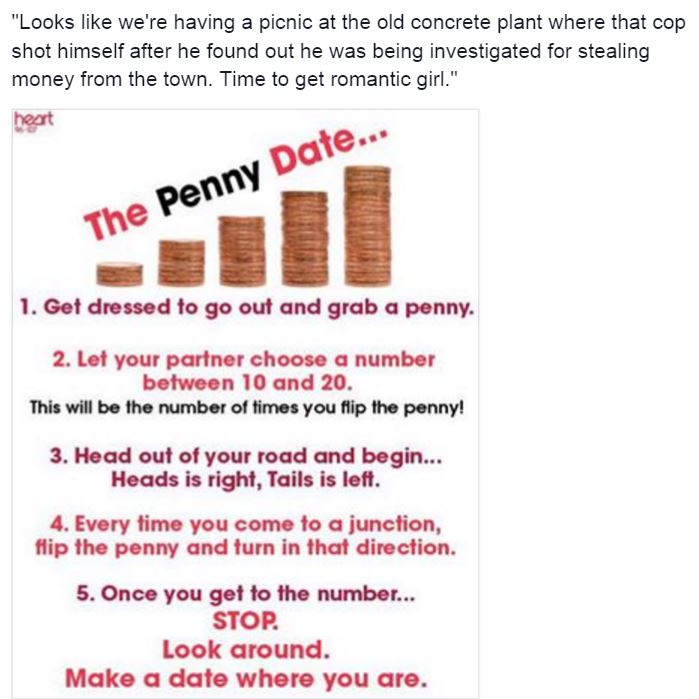 "Looks like we're having a picnic at the old concrete plant where that cop
shot himself after he found out he was being investigated for stealing
money from the town. Time to get romantic girl."
heart
The Penny Date...
1. Get dressed to go out and grab a penny.
2. Let your partner choose a number
between 10 and 20.
This will be the number of times you flip the penny!
3. Head out of your road and begin...
Heads is right, Tails is left.
4. Every time you come to a junction,
flip the penny and turn in that direction.
5. Once you get to the number...
STOP.
Look around.
Make a date where you are.